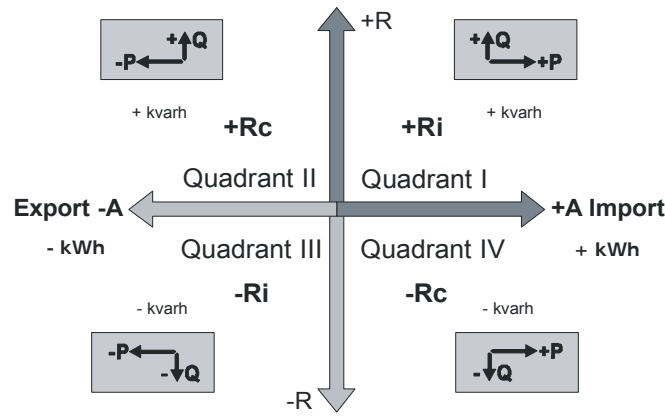 +R
+Q
-P
+Q
+P
+ kvarh
+ kvarh
+Rc
+Ri
Quadrant II
Quadrant I
Export -A
+A Import
- kWh
+ kWh
Quadrant III
Quadrant IV
-Ri
-Rc
- kvarh
- kvarh
-P
-Q
+P
-Q
-R